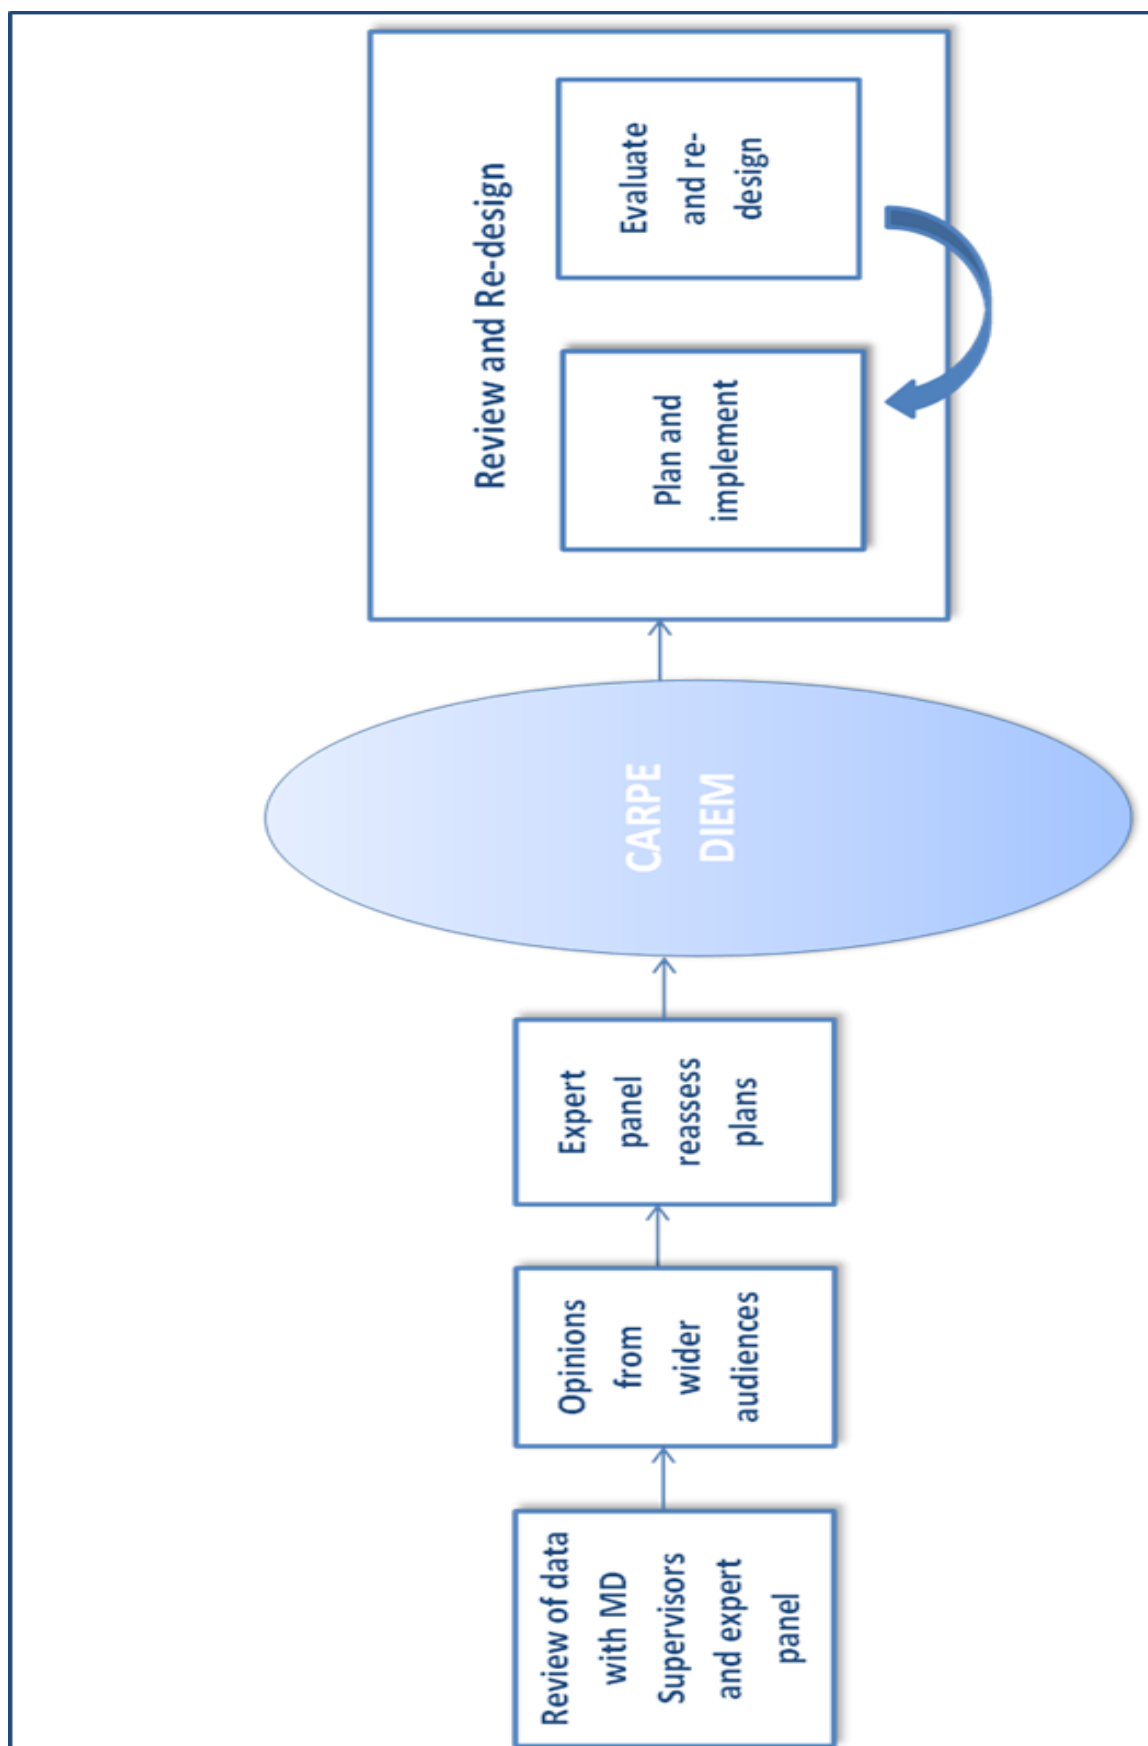 Review of data
with MD
Supervisors
and expert
panel
Opinions
from
wider
audiences
Expert
panel
reassess
plans
CARPE
DIEM
Review and Re-design
Plan and
implement
Evaluate
and re-
design